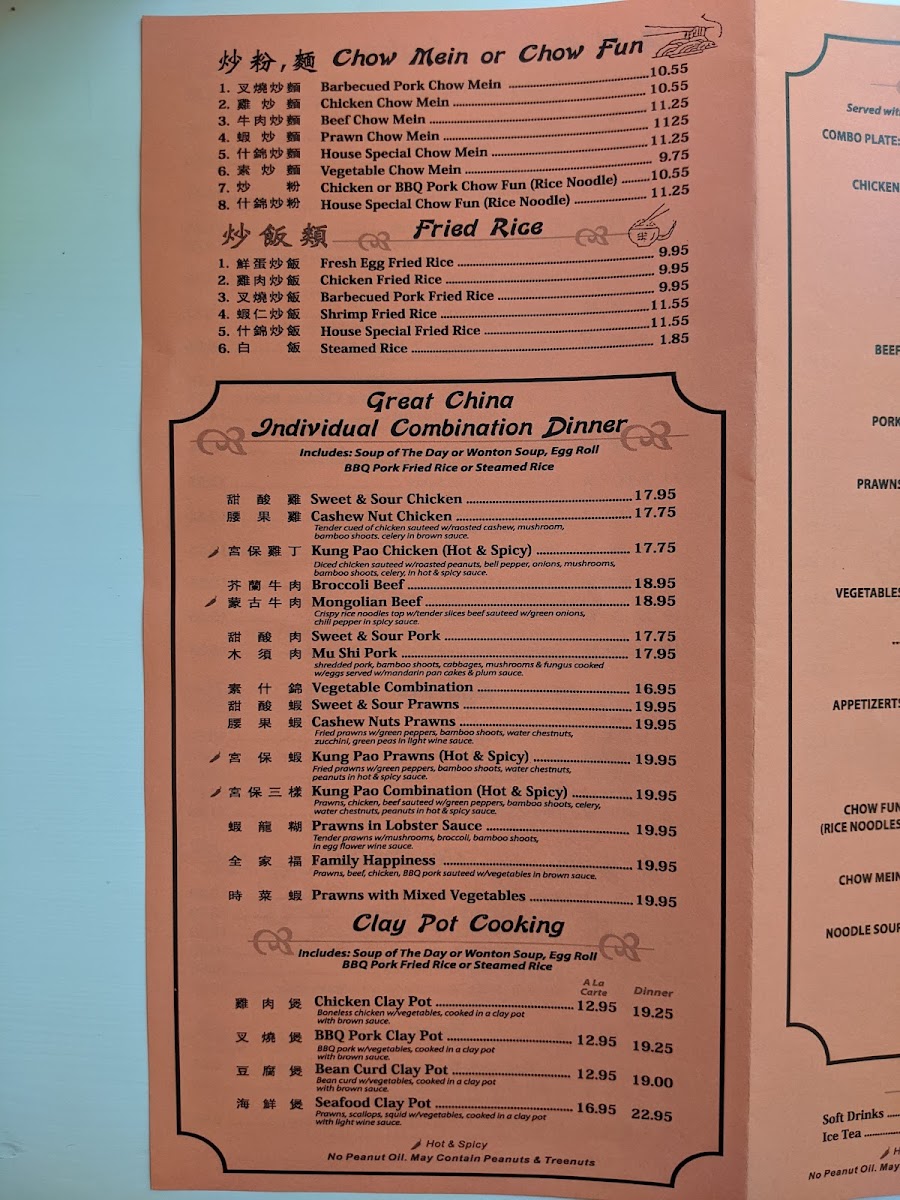 炒粉,麵 Chow Mein or Chow Fun
1. 叉燒炒麵 Barbecued Pork Chow Mein 10.55
2. 雞炒麵 Chicken Chow Mein 10.55
3. 牛肉炒麵 Beef Chow Mein 11.25
4. 蝦炒麵 Prawn Chow Mein 1125
5. 什錦炒麵 House Special Chow Mein 11.25
6. 素炒麵 Vegetable Chow Mein 9.75
7. 炒粉 Chicken or BBQ Pork Chow Fun (Rice Noodle) 10.55
8. 什錦炒粉 House Special Chow Fun (Rice Noodle) 11.25
炒飯類 Fried Rice
1. 鮮蛋炒飯 Fresh Egg Fried Rice 9.95
2. 雞肉炒飯 Chicken Fried Rice 9.95
3. 叉燒炒飯 Barbecued Pork Fried Rice 9.95
4. 蝦仁炒飯 Shrimp Fried Rice 11.55
5. 什錦炒飯 House Special Fried Rice 11.55
6. 白飯 Steamed Rice 1.85
Great China
Individual Combination Dinner
Includes: Soup of The Day or Wonton Soup, Egg Roll
BBQ Pork Fried Rice or Steamed Rice
甜酸雞 Sweet & Sour Chicken 17.95
腰果雞 Cashew Nut Chicken 17.75
Tender cued of chicken sauteed w/raosted cashew, mushroom,
bamboo shoots. celery in brown sauce.
宮保雞丁 Kung Pao Chicken (Hot & Spicy) 17.75
Diced chicken sauteed w/roasted peanuts, bell pepper, onions, mushrooms,
bamboo shoots, celery, in hot & spicy sauce.
芥蘭牛肉 Broccoli Beef 18.95
蒙古牛肉 Mongolian Beef 18.95
Crispy rice noodles top w/tender slices beef sauteed w/green onions,
chili pepper in spicy sauce.
甜酸肉 Sweet & Sour Pork 17.75
木須肉 Mu Shi Pork 17.95
shredded pork, bamboo shoots, cabbages, mushrooms & fungus cooked
w/eggs served w/mandarin pan cakes & plum sauce.
素什錦 Vegetable Combination 16.95
甜酸蝦 Sweet & Sour Prawns 19.95
腰果蝦 Cashew Nuts Prawns 19.95
Fried prawns w/green peppers, bamboo shoots, water chestnuts,
zucchini, green peas in light wine sauce.
宮保蝦 Kung Pao Prawns (Hot & Spicy) 19.95
Fried prawns w/green peppers, bamboo shoots, water chestnuts,
peanuts in hot & spicy sauce.
宮保三樣 Kung Pao Combination (Hot & Spicy) 19.95
Prawns, chicken, beef sauteed w/green peppers, bamboo shoots, celery,
water chestnuts, peanuts in hot & spicy sauce.
蝦龍糊 Prawns in Lobster Sauce 19.95
Tender prawns w/mushrooms, broccoli, bamboo shoots,
in egg flower wine sauce.
全家福 Family Happiness 19.95
Prawns, beef, chicken, BBQ pork sauteed w/vegetables in brown sauce.
時菜蝦 Prawns with Mixed Vegetables 19.95
Clay Pot Cooking
Includes: Soup of The Day or Wonton Soup, Egg Roll
BBQ Pork Fried Rice or Steamed Rice
A La
Carte Dinner
雞肉煲 Chicken Clay Pot 12.95 19.25
Boneless chicken w/vegetables, cooked in a clay pot
with brown sauce.
叉燒煲 BBQ Pork Clay Pot 12.95 19.25
BBQ pork w/vegetables, cooked in a clay pot
with brown sauce.
豆腐煲 Bean Curd Clay Pot 12.95 19.00
Bean curd w/vegetables, cooked in a clay pot
with brown sauce.
海鮮煲 Seafood Clay Pot 16.95 22.95
Prawns, scallops, squid w/vegetables, cooked in a clay pot
with light wine sauce.
Hot & Spicy
No Peanut Oil. May Contain Peanuts & Treenuts
Served with
COMBO PLATE:
CHICKEN
BEEF
PORK
PRAWNS
VEGETABLES
APPETIZERS
CHOW FUN
(RICE NOODLES
CHOW MEIN
NOODLE SOUP
Soft Drinks
Ice Tea
No Peanut Oil. May